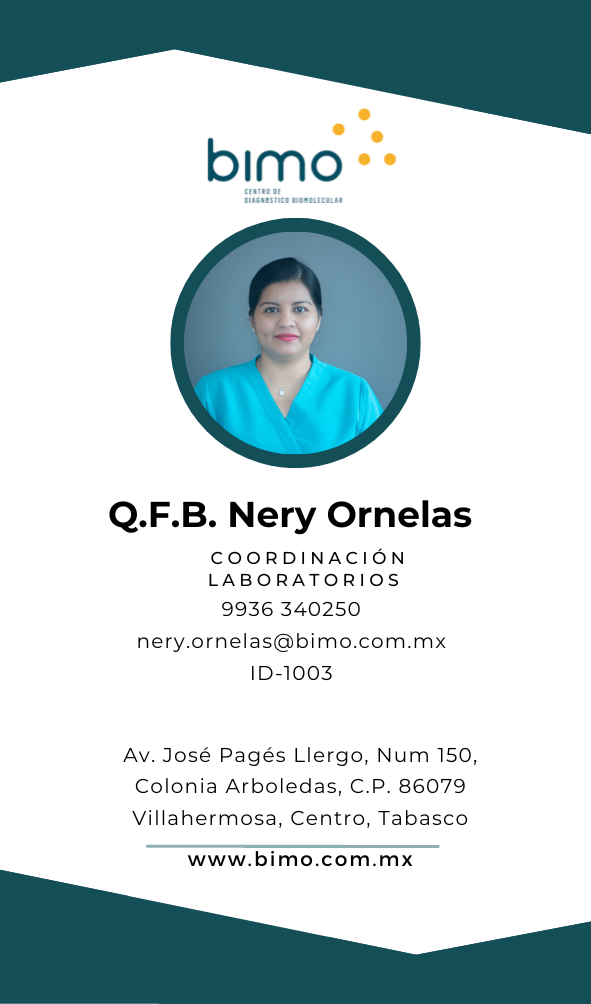 bimo
CENTRO DE
DIAGNÓSTICO BIOMOLECULAR
Q.F.B. Nery Ornelas
COORDINACIÓN
LABORATORIOS
9936 340250
nery.ornelas@bimo.com.mx
ID-1003
Av. José Pagés Llergo, Num 150,
Colonia Arboledas, C.P. 86079
Villahermosa, Centro, Tabasco
www.bimo.com.mx